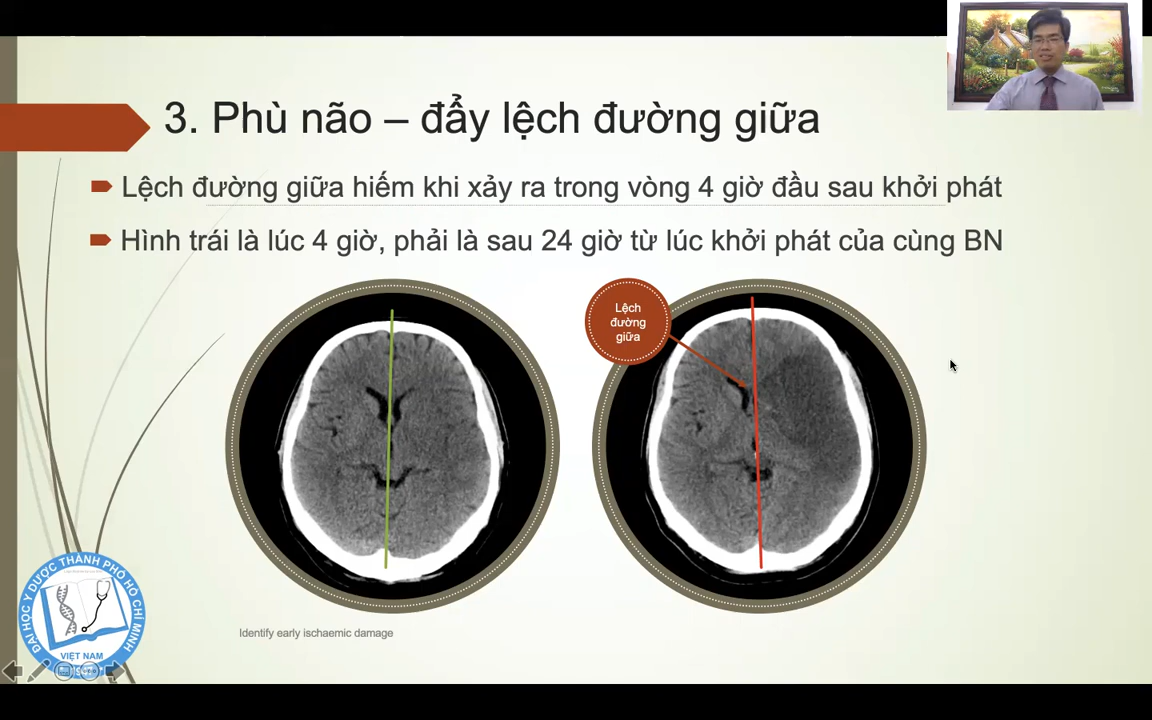 3. Phù não – đẩy lệch đường giữa
Lệch đường giữa hiếm khi xảy ra trong vòng 4 giờ đầu sau khởi phát
Hình trái là lúc 4 giờ, phải là sau 24 giờ từ lúc khởi phát của cùng BN
Lệch
đường
giữa
Identify early ischaemic damage
ĐẠI HỌC Y DƯỢC THÀNH PHỐ HỒ CHÍ MINH
VIỆT NAM